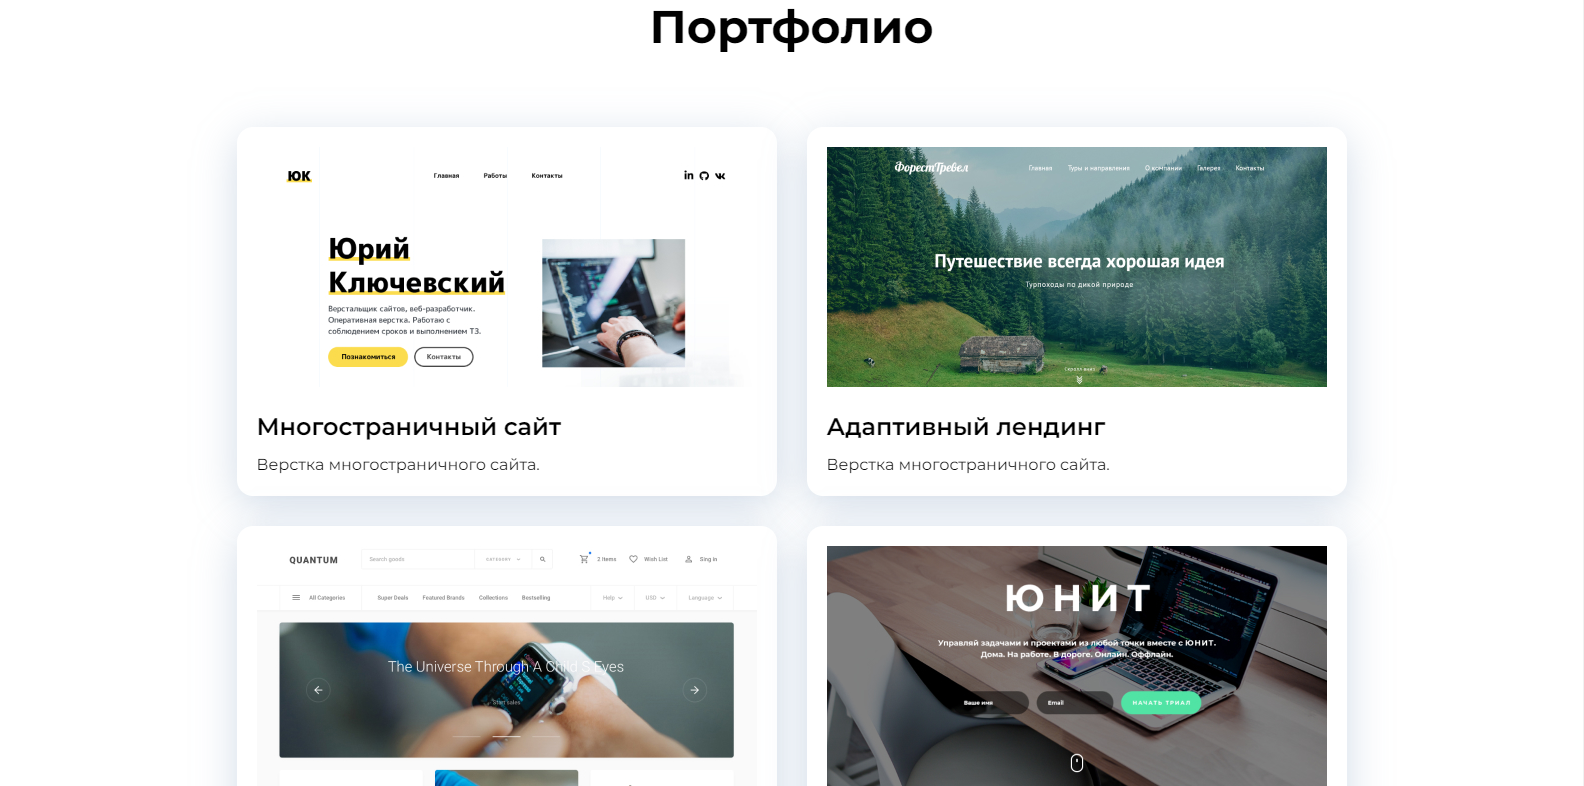 Портфолио
ЮК
Главная Работы Контакты
Юрий
Ключевский
Верстальщик сайтов, веб-разработчик.
Оперативная верстка. Работаю с
соблюдением сроков и выполнением ТЗ.
Познакомиться Контакты
Многостраничный сайт
Верстка многостраничного сайта.
ФорестТревел
Главная Туры и направления О компании Галерея Контакты
Путешествие всегда хорошая идея
Турпоходы по дикой природе
Скролл вниз
Адаптивный лендинг
Верстка многостраничного сайта.
QUANTUM
Search goods
CATEGORY
2 Items Wish List Sing in
All Categories Super Deals Featured Brands Collections Bestselling Help USD Language
The Universe Through A Child S Eyes
Start sales
ЮНИТ
Управляй задачами и проектами из любой точки вместе с ЮНИТ.
Дома. На работе. В дороге. Онлайн. Оффлайн.
Ваше имя Email НАЧАТЬ ТРИАЛ